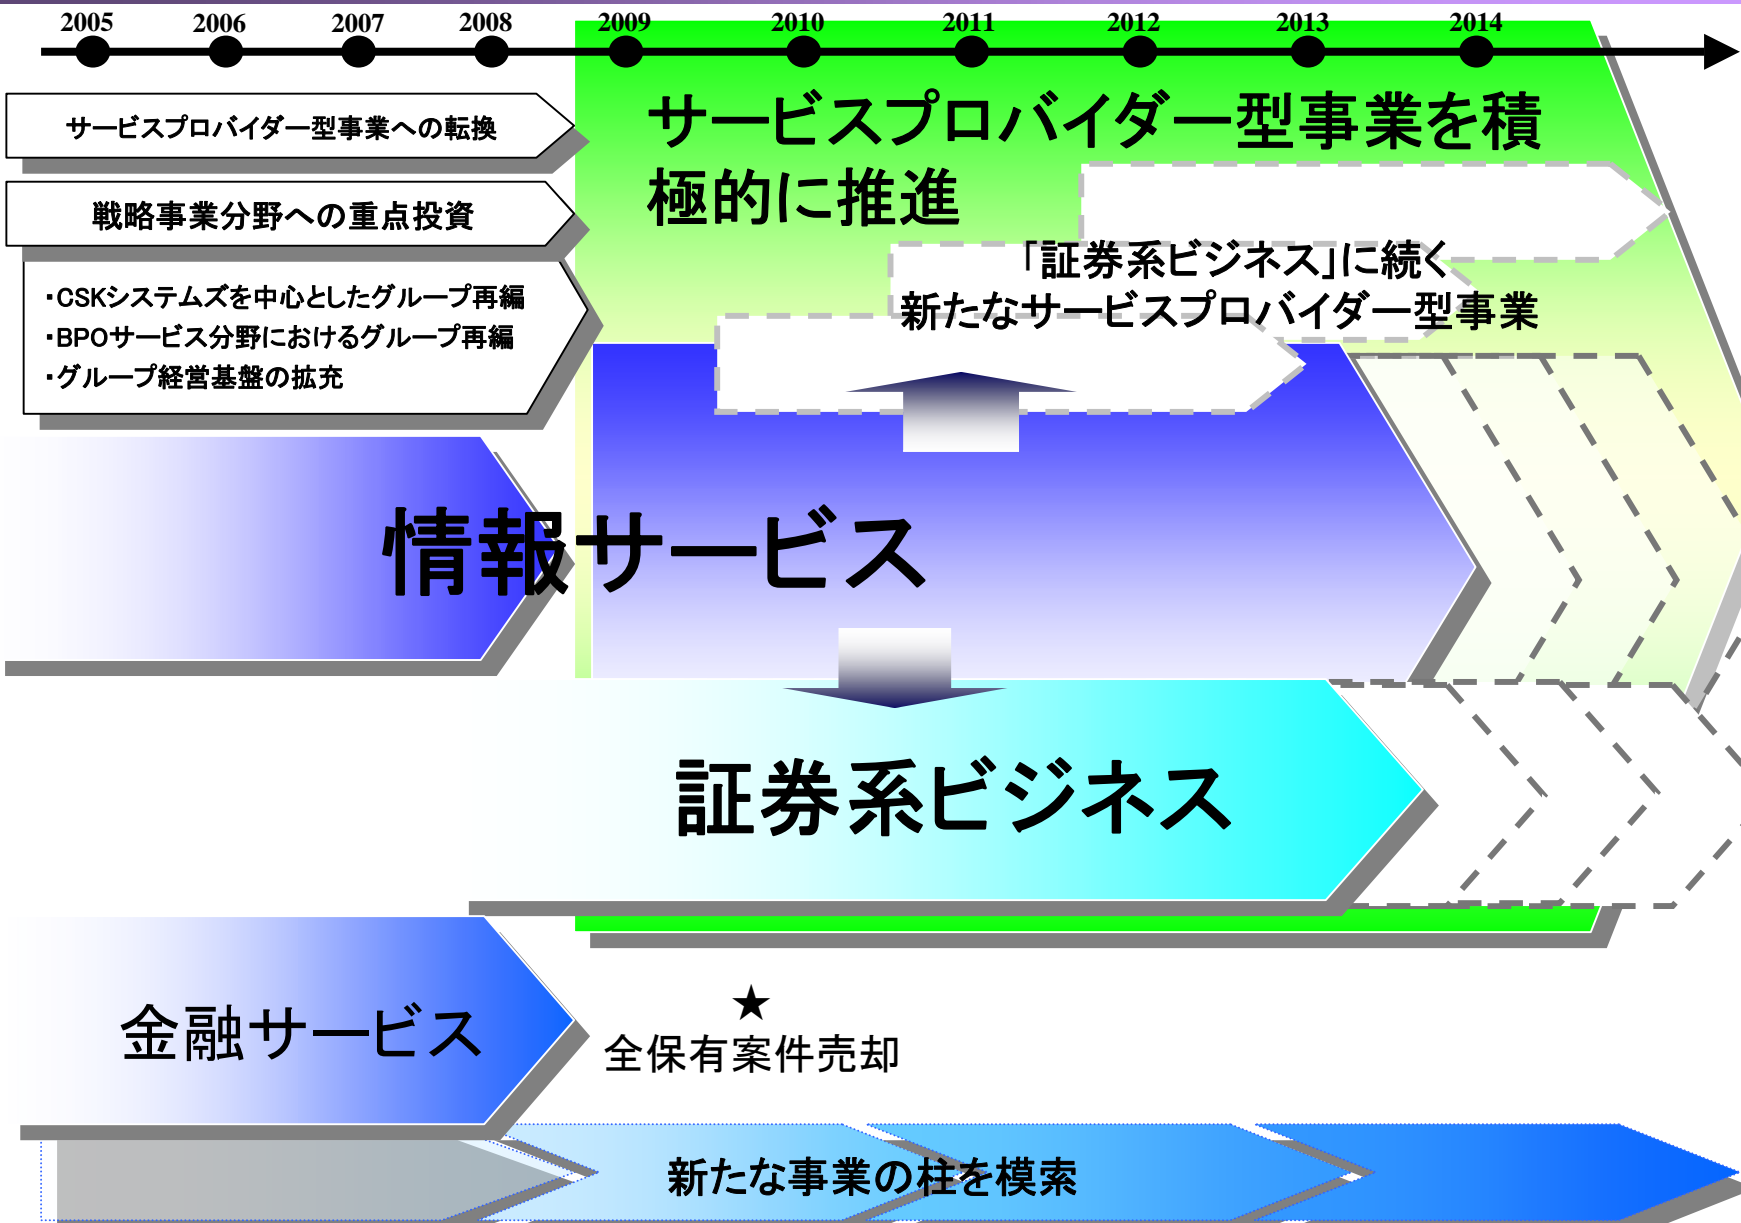 2005 2006 2007 2008 2009 2010 2011 2012 2013 2014
サービスプロバイダー型事業への転換
戦略事業分野への重点投資
・CSKシステムズを中心としたグループ再編
・BPOサービス分野におけるグループ再編
・グループ経営基盤の拡充
サービスプロバイダー型事業を積
極的に推進
「証券系ビジネス」に続く
新たなサービスプロバイダー型事業
情報サービス
証券系ビジネス
金融サービス
★
全保有案件売却
新たな事業の柱を模索